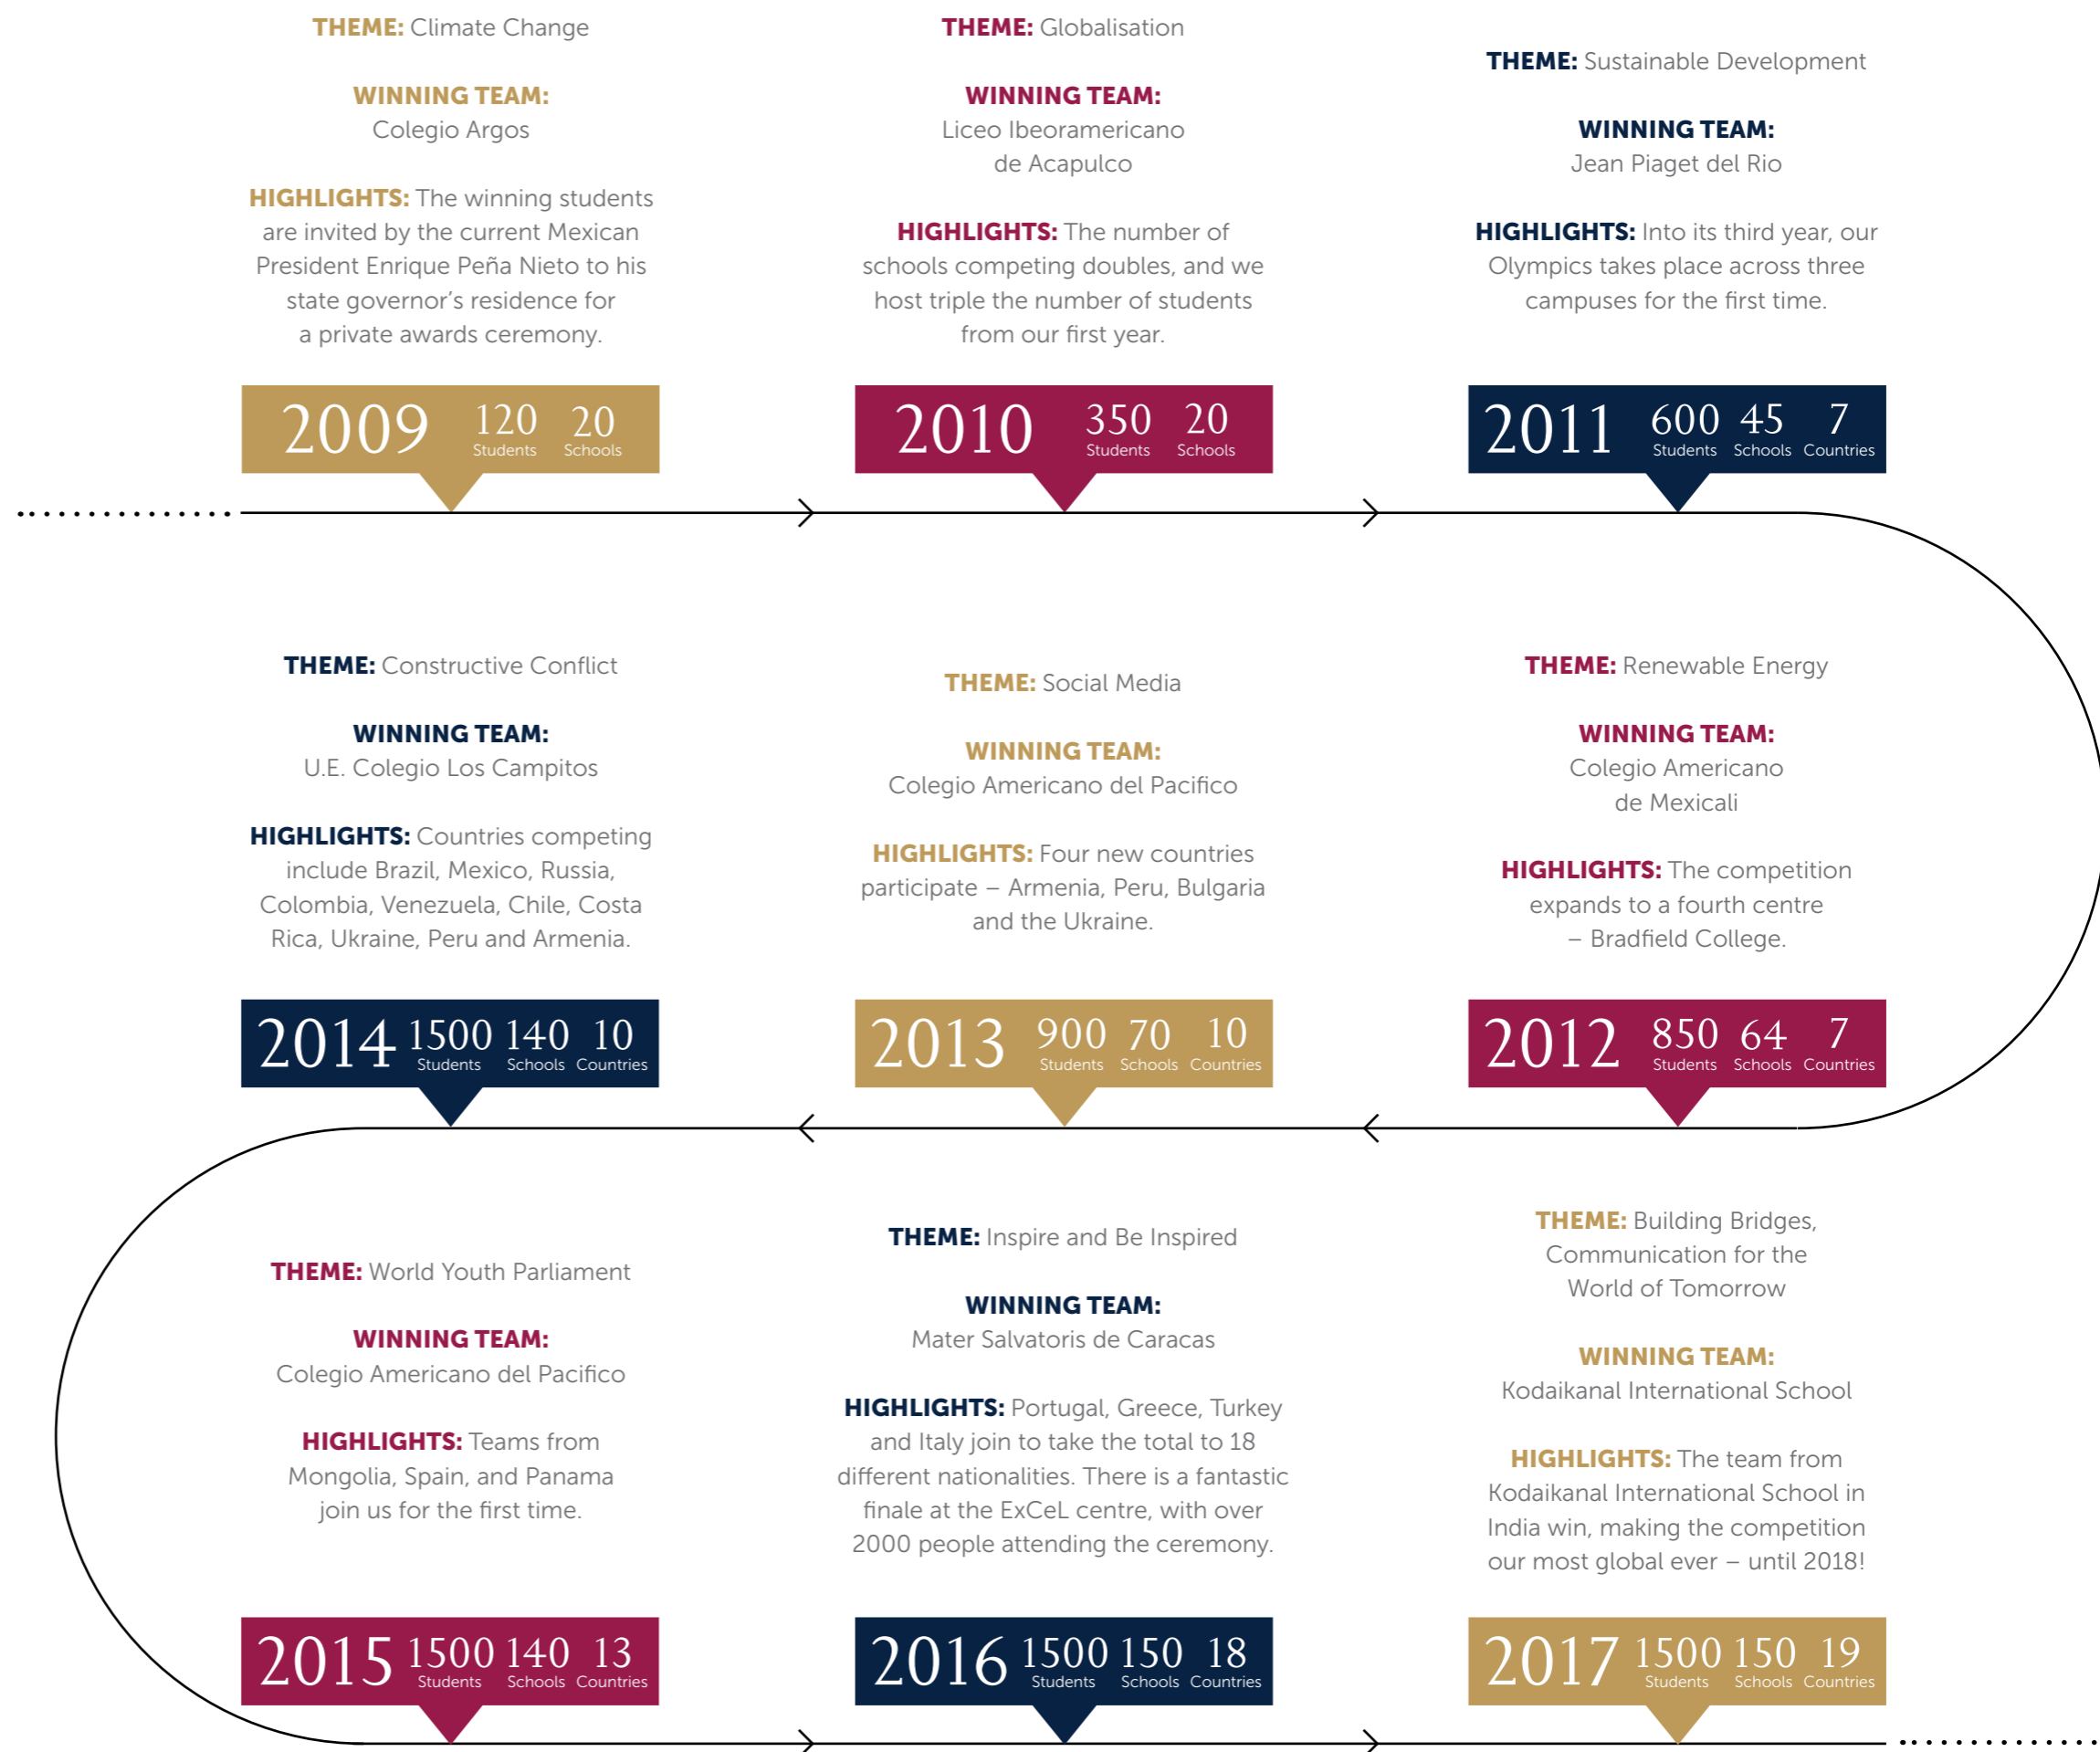 THEME: Climate Change
WINNING TEAM:
Colegio Argos
HIGHLIGHTS: The winning students
are invited by the current Mexican
President Enrique Peña Nieto to his
state governor’s residence for
a private awards ceremony.
2009 120 Students 20 Schools
THEME: Globalisation
WINNING TEAM:
Liceo Ibeoramericano
de Acapulco
HIGHLIGHTS: The number of
schools competing doubles, and we
host triple the number of students
from our first year.
2010 350 Students 20 Schools
THEME: Sustainable Development
WINNING TEAM:
Jean Piaget del Rio
HIGHLIGHTS: Into its third year, our
Olympics takes place across three
campuses for the first time.
2011 600 Students 45 Schools 7 Countries
THEME: Renewable Energy
WINNING TEAM:
Colegio Americano
de Mexicali
HIGHLIGHTS: The competition
expands to a fourth centre
– Bradfield College.
2012 850 Students 64 Schools 7 Countries
THEME: Social Media
WINNING TEAM:
Colegio Americano del Pacifico
HIGHLIGHTS: Four new countries
participate – Armenia, Peru, Bulgaria
and the Ukraine.
2013 900 Students 70 Schools 10 Countries
THEME: Constructive Conflict
WINNING TEAM:
U.E. Colegio Los Campitos
HIGHLIGHTS: Countries competing
include Brazil, Mexico, Russia,
Colombia, Venezuela, Chile, Costa
Rica, Ukraine, Peru and Armenia.
2014 1500 Students 140 Schools 10 Countries
THEME: World Youth Parliament
WINNING TEAM:
Colegio Americano del Pacifico
HIGHLIGHTS: Teams from
Mongolia, Spain, and Panama
join us for the first time.
2015 1500 Students 140 Schools 13 Countries
THEME: Inspire and Be Inspired
WINNING TEAM:
Mater Salvatoris de Caracas
HIGHLIGHTS: Portugal, Greece, Turkey
and Italy join to take the total to 18
different nationalities. There is a fantastic
finale at the ExCeL centre, with over
2000 people attending the ceremony.
2016 1500 Students 150 Schools 18 Countries
THEME: Building Bridges,
Communication for the
World of Tomorrow
WINNING TEAM:
Kodaikanal International School
HIGHLIGHTS: The team from
Kodaikanal International School in
India win, making the competition
our most global ever – until 2018!
2017 1500 Students 150 Schools 19 Countries